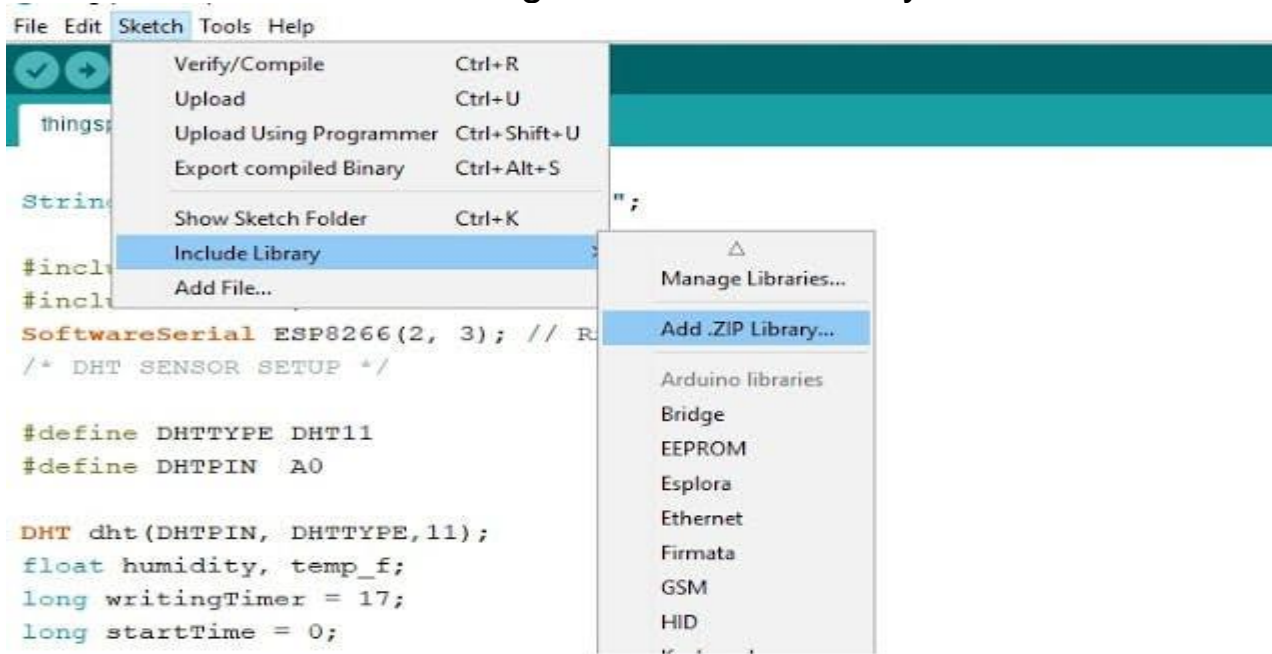 File Edit Sketch Tools Help
Verify/Compile Ctrl+R
Upload Ctrl+U
Upload Using Programmer Ctrl+Shift+U
Export compiled Binary Ctrl+Alt+S
Show Sketch Folder Ctrl+K
Include Library >
Add File...
Manage Libraries...
Add .ZIP Library...
Arduino libraries
Bridge
EEPROM
Esplora
Ethernet
Firmata
GSM
HID
";
SoftwareSerial ESP8266(2, 3); //
/* DHT SENSOR SETUP */
#define DHTTYPE DHT11
#define DHTPIN A0
DHT dht(DHTPIN, DHTTYPE,11);
float humidity, temp_f;
long writingTimer = 17;
long startTime = 0;